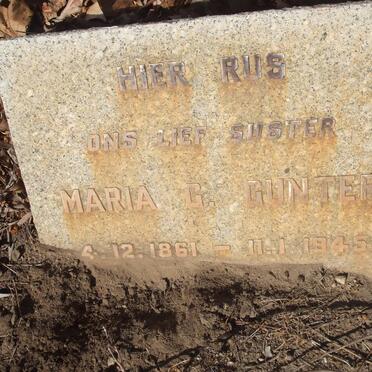 HIER RUS
ONS LIEF SUSTER
MARIA C. GUNTER
4.12.1861 – 11.1.1945